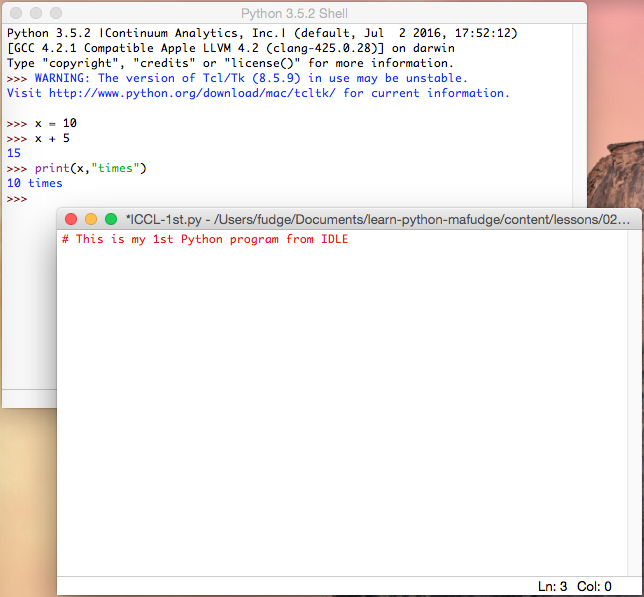 Python 3.5.2 Shell
Python 3.5.2 |Continuum Analytics, Inc.| (default, Jul  2 2016, 17:52:12)
[GCC 4.2.1 Compatible Apple LLVM 4.2 (clang-425.0.28)] on darwin
Type "copyright", "credits" or "license()" for more information.
>>> WARNING: The version of Tcl/Tk (8.5.9) in use may be unstable.
Visit http://www.python.org/download/mac/tcltk/ for current information.
>>> x = 10
>>> x + 5
15
>>> print(x,"times")
10 times
>>>
*ICCL-1st.py - /Users/fudge/Documents/learn-python-mafudge/content/lessons/02...
# This is my 1st Python program from IDLE
Ln: 3 Col: 0